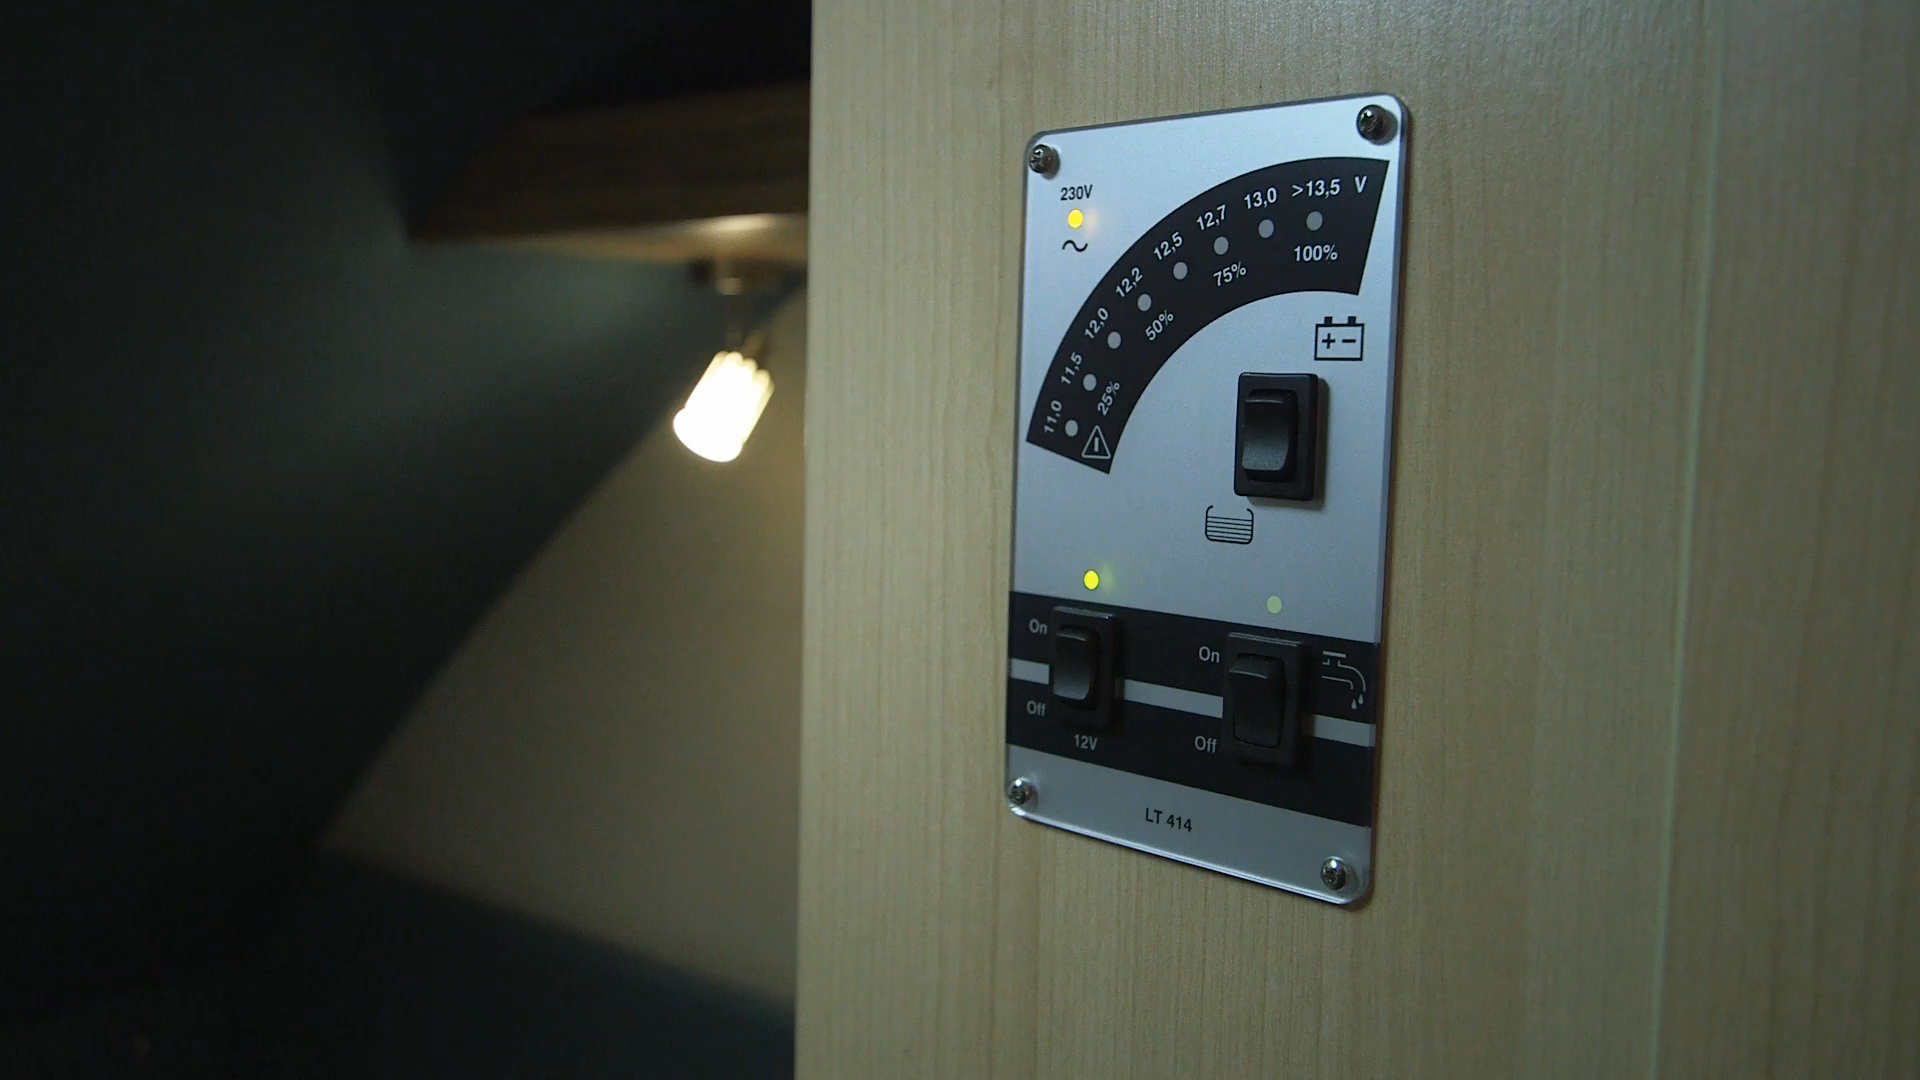 230V
11,0 11,5 12,0 12,2 12,5 12,7 13,0 >13,5 V
25% 50% 75% 100%
On
Off
12V
On
Off
LT 414